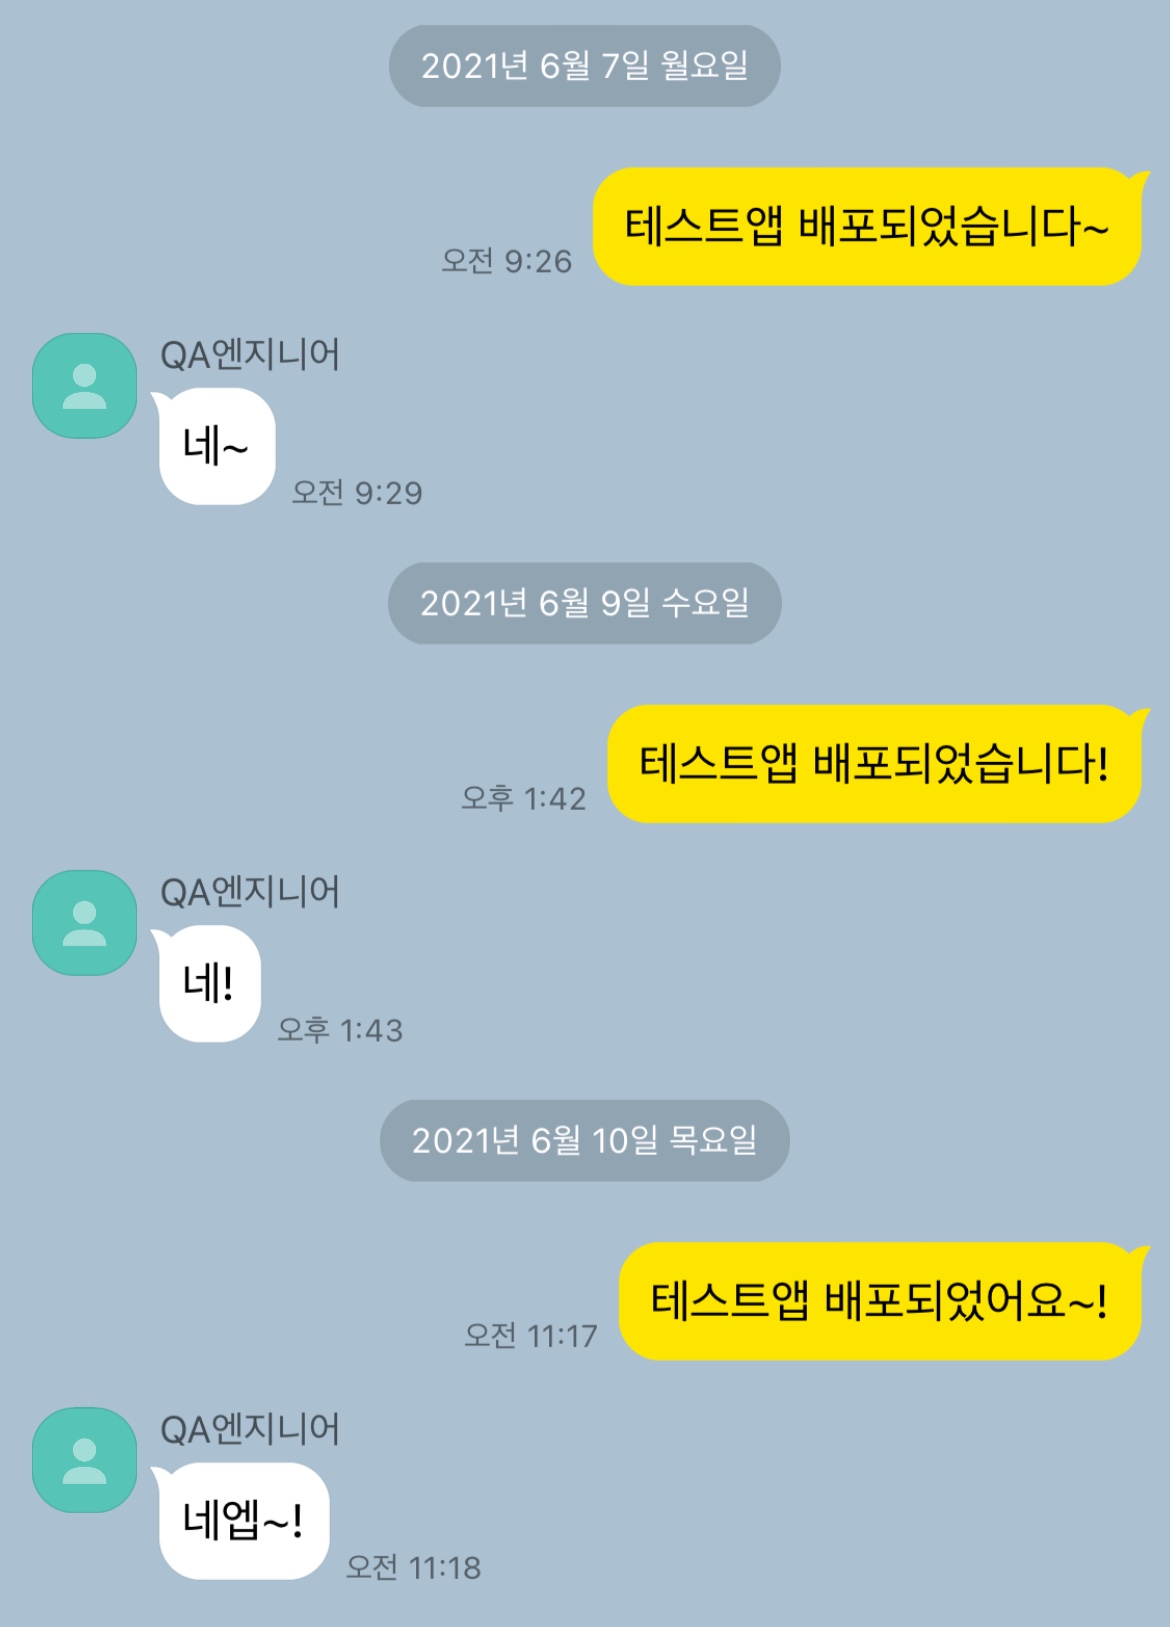 2021년 6월 7일 월요일
테스트앱 배포되었습니다~
오전 9:26
QA엔지니어
네~
오전 9:29
2021년 6월 9일 수요일
테스트앱 배포되었습니다!
오후 1:42
QA엔지니어
네!
오후 1:43
2021년 6월 10일 목요일
테스트앱 배포되었어요~!
오전 11:17
QA엔지니어
네엡~!
오전 11:18